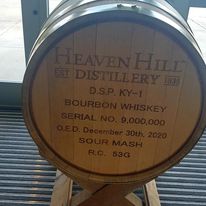 HEAVEN HILL
EST DISTILLERY 1935
D.S.P. KY-1
BOURBON WHISKEY
SERIAL NO. 9,000,000
O.E.D. December 30th, 2020
SOUR MASH
R.C. 53G